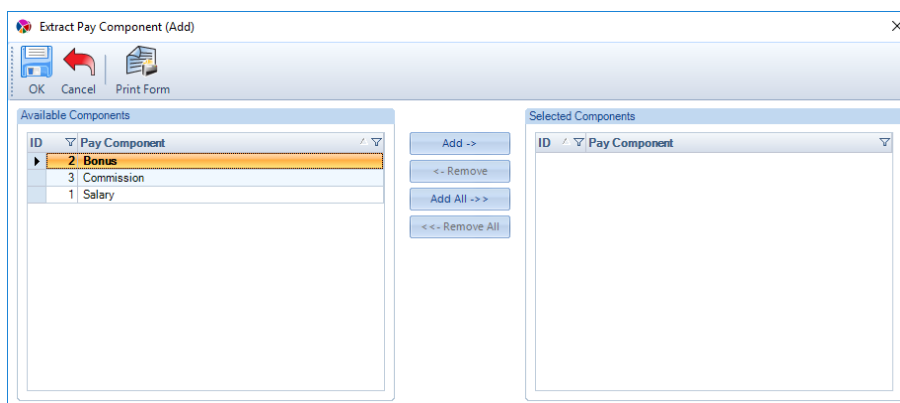 Extract Pay Component (Add)
OK Cancel Print Form
Available Components
ID Pay Component
2 Bonus
3 Commission
1 Salary
Add ->
<- Remove
Add All ->>
<<- Remove All
Selected Components
ID Pay Component